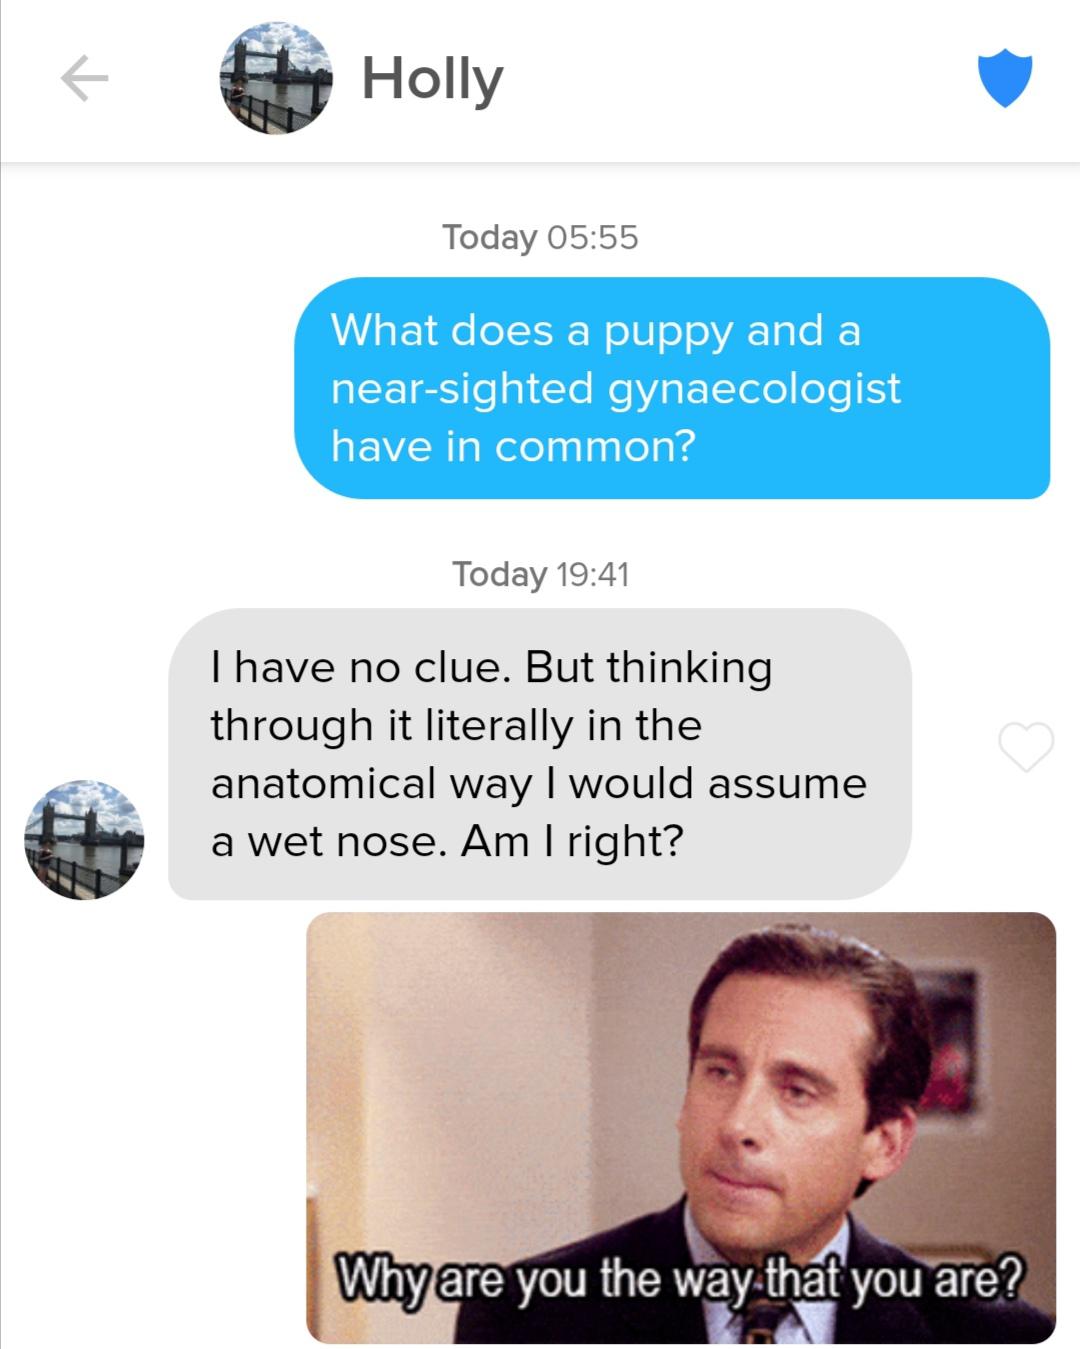 Holly
Today 05:55
What does a puppy and a
near-sighted gynaecologist
have in common?
Today 19:41
I have no clue. But thinking
through it literally in the
anatomical way I would assume
a wet nose. Am I right?
Why are you the way that you are?